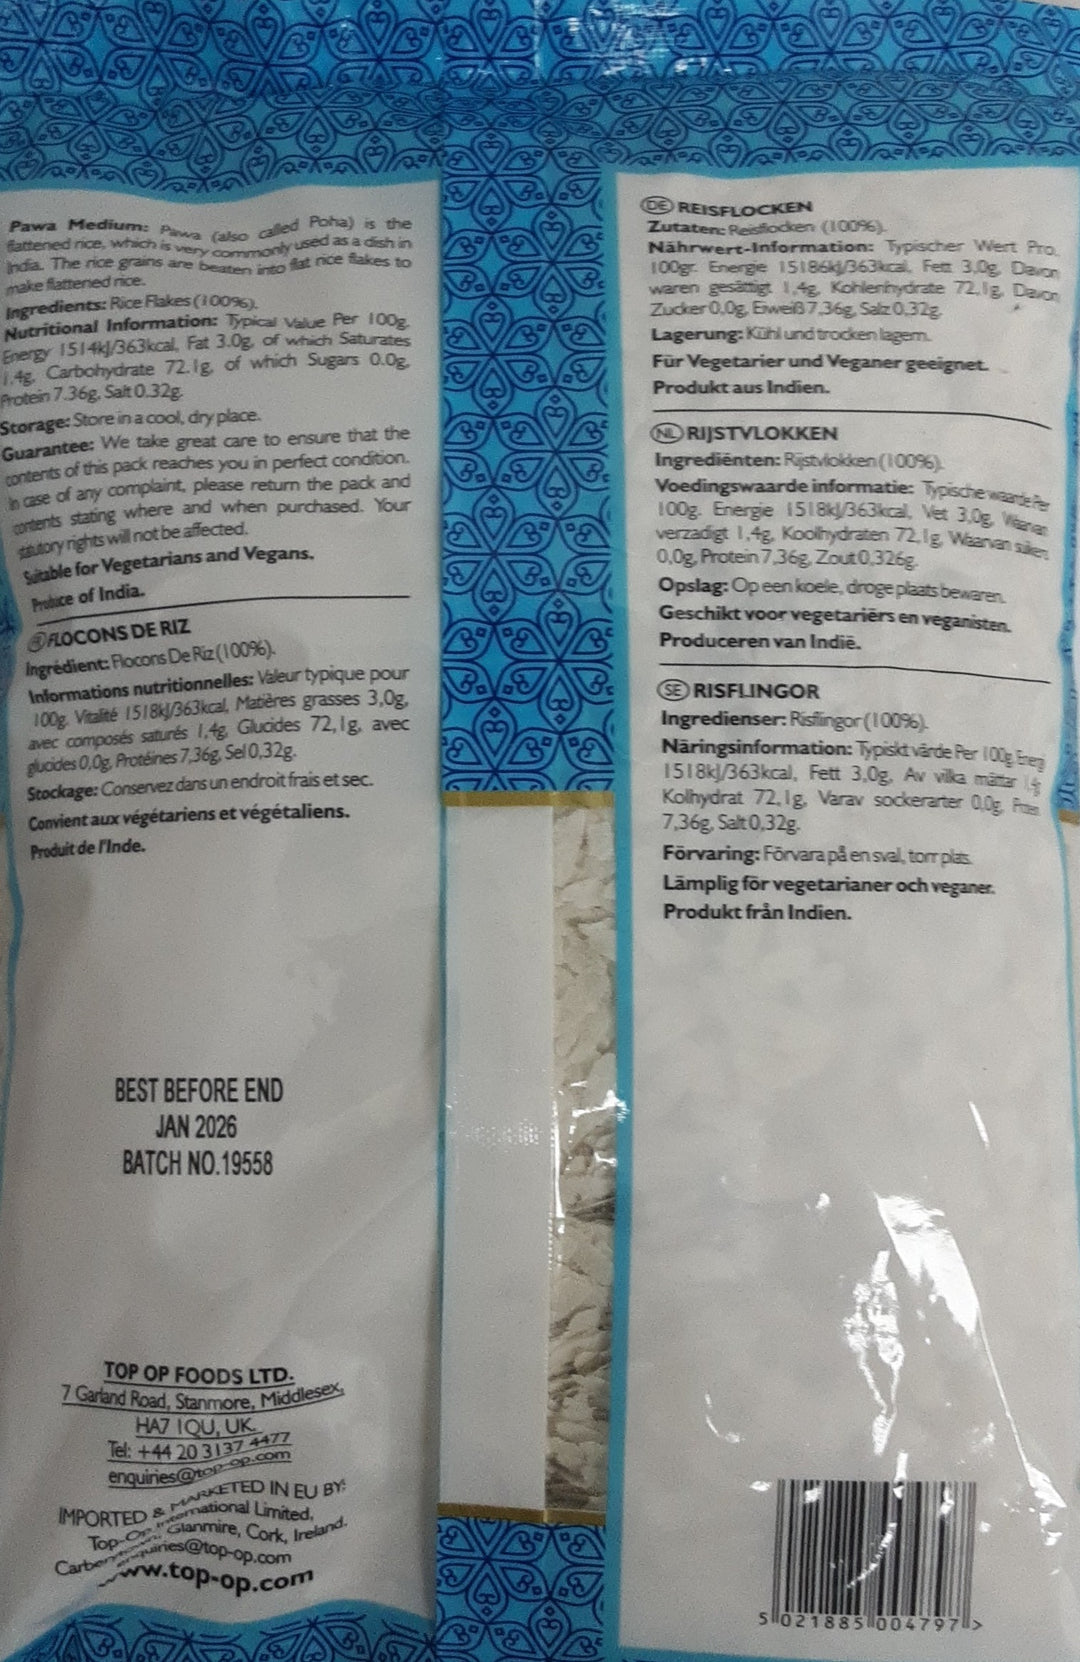 Pawa Medium: Pawa (also called Poha) is the
flattened rice, which is very commonly used as a dish in
India. The rice grains are beaten into flat rice flakes to
make flattened rice.
Ingredients: Rice Flakes (100%).
Nutritional Information: Typical Value Per 100g.
Energy 1514kJ/363kcal, Fat 3.0g, of which Saturates
1.4g, Carbohydrate 72.1g, of which Sugars 0.0g,
Protein 7.36g, Salt 0.32g.
Storage: Store in a cool, dry place.
Guarantee: We take great care to ensure that the
contents of this pack reaches you in perfect condition.
In case of any complaint, please return the pack and
contents stating where and when purchased. Your
statutory rights will not be affected.
Suitable for Vegetarians and Vegans.
Produce of India.
FLOCONS DE RIZ
Ingrédient: Flocons De Riz (100%).
Informations nutritionnelles: Valeur typique pour
100g. Vitalité 1518kJ/363kcal, Matières grasses 3,0g,
avec composés saturés 1,4g, Glucides 72,1g, avec
glucides 0,0g, Protéines 7,36g, Sel 0,32g.
Stockage: Conservez dans un endroit frais et sec.
Convient aux végétariens et végétaliens.
Produit de l'Inde.
BEST BEFORE END
JAN 2026
BATCH NO.19558
TOP OP FOODS LTD.
7 Garland Road, Stanmore, Middlesex,
HA7 1QU, UK.
Tel: +44 20 3137 4477
enquiries@top-op.com
IMPORTED & MARKETED IN EU BY:
Top-Op International Limited,
Glanmire, Cork, Ireland.
enquiries@top-op.com
www.top-op.com
DE REISFLOCKEN
Zutaten: Reisflocken (100%).
Nährwert-Information: Typischer Wert Pro.
100gr. Energie 15186kJ/363kcal, Fett 3,0g, Davon
waren gesättigt 1,4g, Kohlenhydrate 72,1g, Davon
Zucker 0,0g, Eiweiß 7,36g, Salz 0,32g.
Lagerung: Kühl und trocken lagern.
Für Vegetarier und Veganer geeignet.
Produkt aus Indien.
NL RIJSTVLOKKEN
Ingrediënten: Rijstvlokken (100%).
Voedingswaarde informatie: Typische waarde Per
100g. Energie 1518kJ/363kcal, Vet 3,0g, Waarvan
verzadigt 1,4g, Koolhydraten 72,1g, Waarvan suikers
0,0g, Protein 7,36g, Zout 0,326g.
Opslag: Op een koele, droge plaats bewaren.
Geschikt voor vegetariërs en veganisten.
Produceren van Indië.
SE RISFLINGOR
Ingredienser: Risflingor (100%).
Näringsinformation: Typiskt värde Per 100g. Energi
1518kJ/363kcal, Fett 3,0g, Av vilka mättar 1,4g
Kolhydrat 72,1g, Varav sockerarter 0,0g, Protein
7,36g, Salt 0,32g.
Förvaring: Förvara på en sval, torr plats.
Lämplig för vegetarianer och veganer.
Produkt från Indien.
5 021885 004797 >